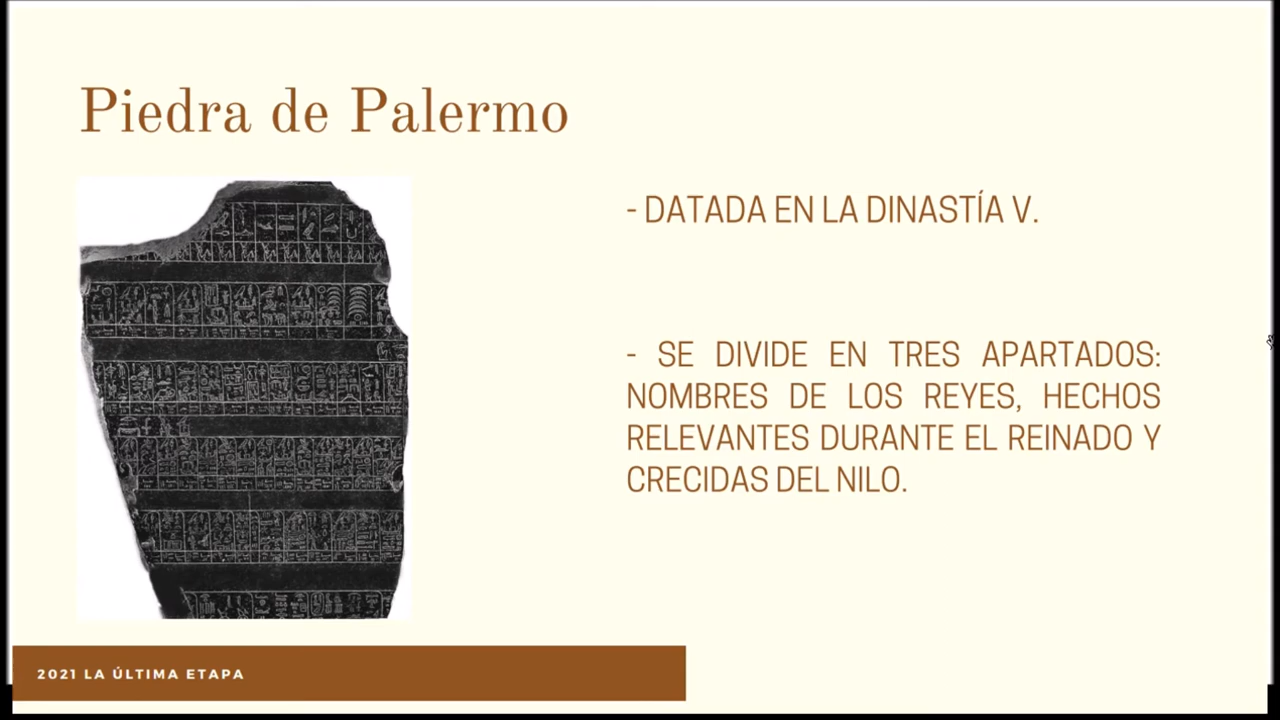 Piedra de Palermo
- DATADA EN LA DINASTÍA V.
- SE DIVIDE EN TRES APARTADOS:
NOMBRES DE LOS REYES, HECHOS
RELEVANTES DURANTE EL REINADO Y
CRECIDAS DEL NILO.
2021 LA ÚLTIMA ETAPA